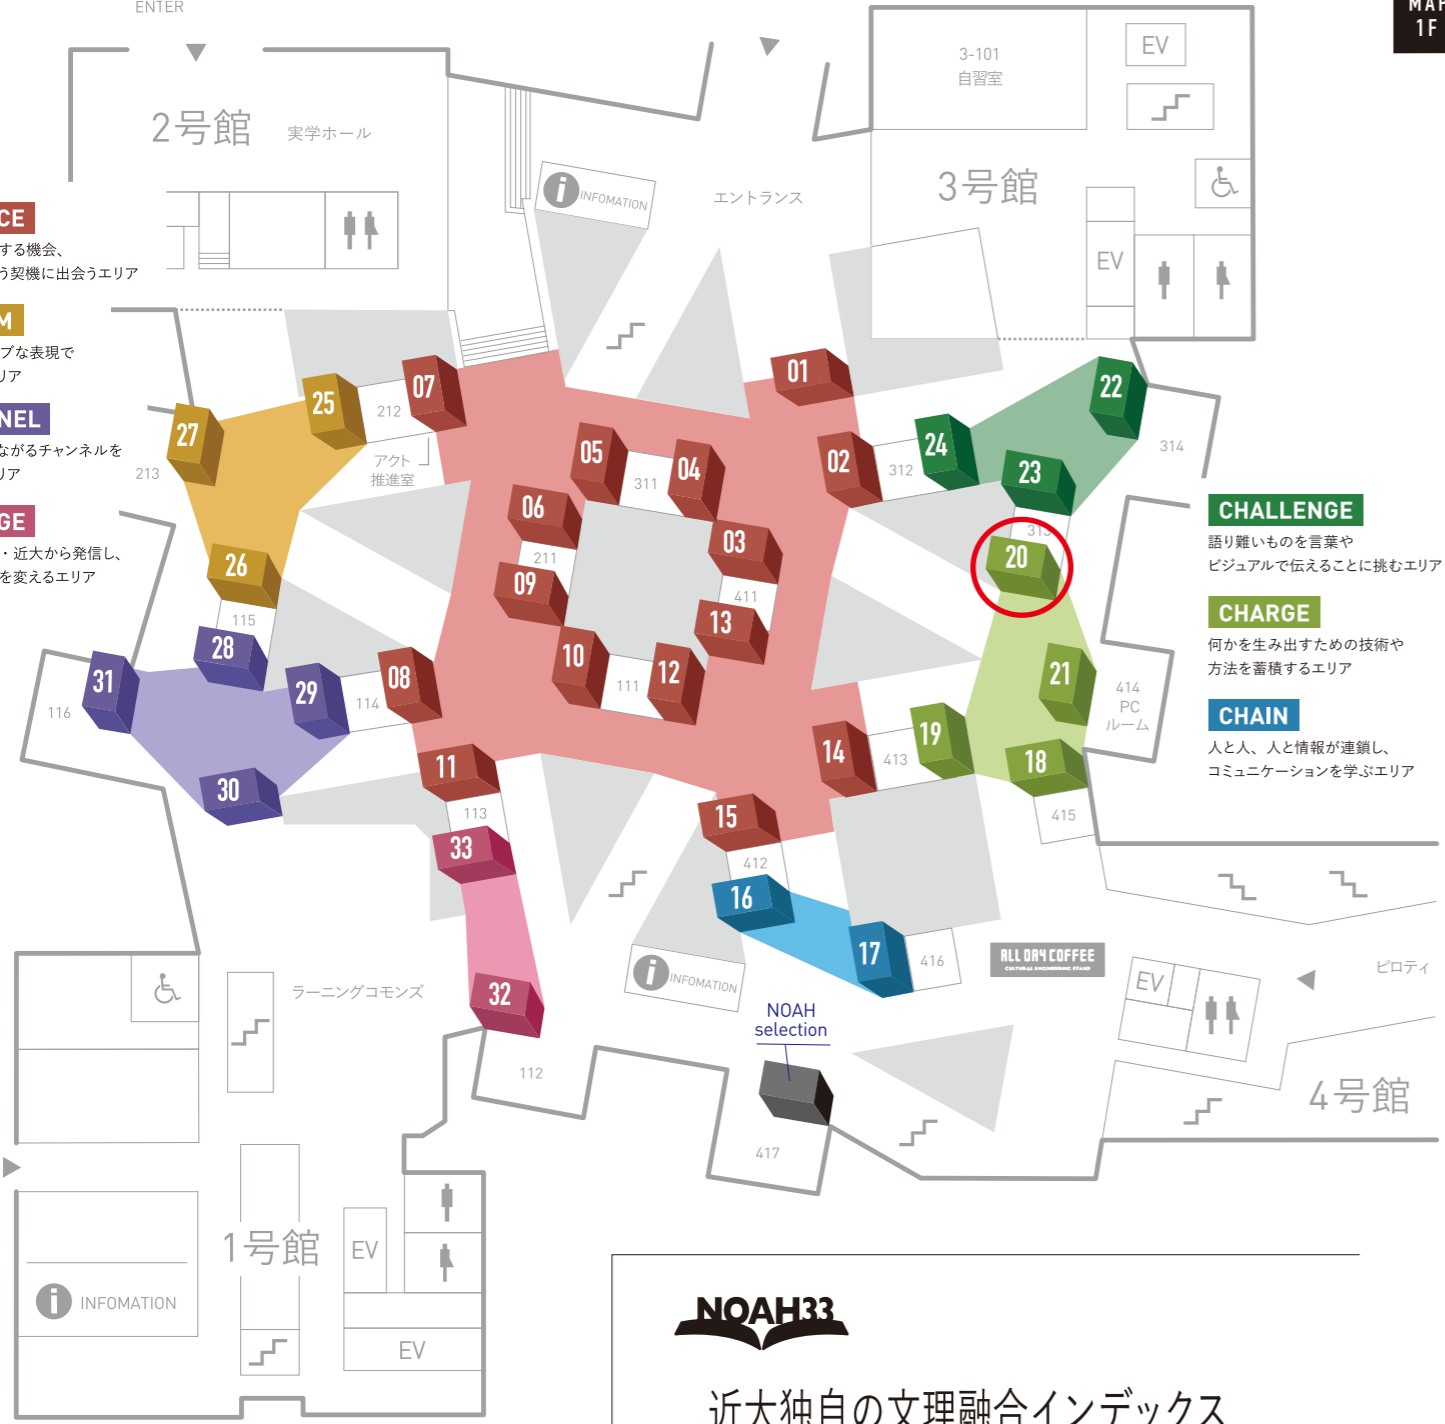 ENTER
MAP
1F
2号館
実学ホール
INFOMATION
エントランス
3-101
自習室
EV
3号館
EV
CE
する機会、
う契機に出会うエリア
M
ブな表現で
リア
NEL
ながるチャンネルを
リア
GE
・近大から発信し、
を変えるエリア
01
02
03
04
05
06
07
08
09
10
11
12
13
14
15
16
17
18
19
20
21
22
23
24
25
26
27
28
29
30
31
32
33
212
アクト
推進室
213
311
211
411
111
312
313
314
115
114
116
113
412
413
414
PC
ルーム
415
416
112
417
CHALLENGE
語り難いものを言葉や
ビジュアルで伝えることに挑むエリア
CHARGE
何かを生み出すための技術や
方法を蓄積するエリア
CHAIN
人と人、人と情報が連鎖し、
コミュニケーションを学ぶエリア
ラーニングコモンズ
INFOMATION
ALL DAY COFFEE
CULTURAL ENGINEERING STAND
NOAH
selection
EV
ピロティ
4号館
1号館
EV
EV
INFOMATION
NOAH33
近大独自の文理融合インデックス